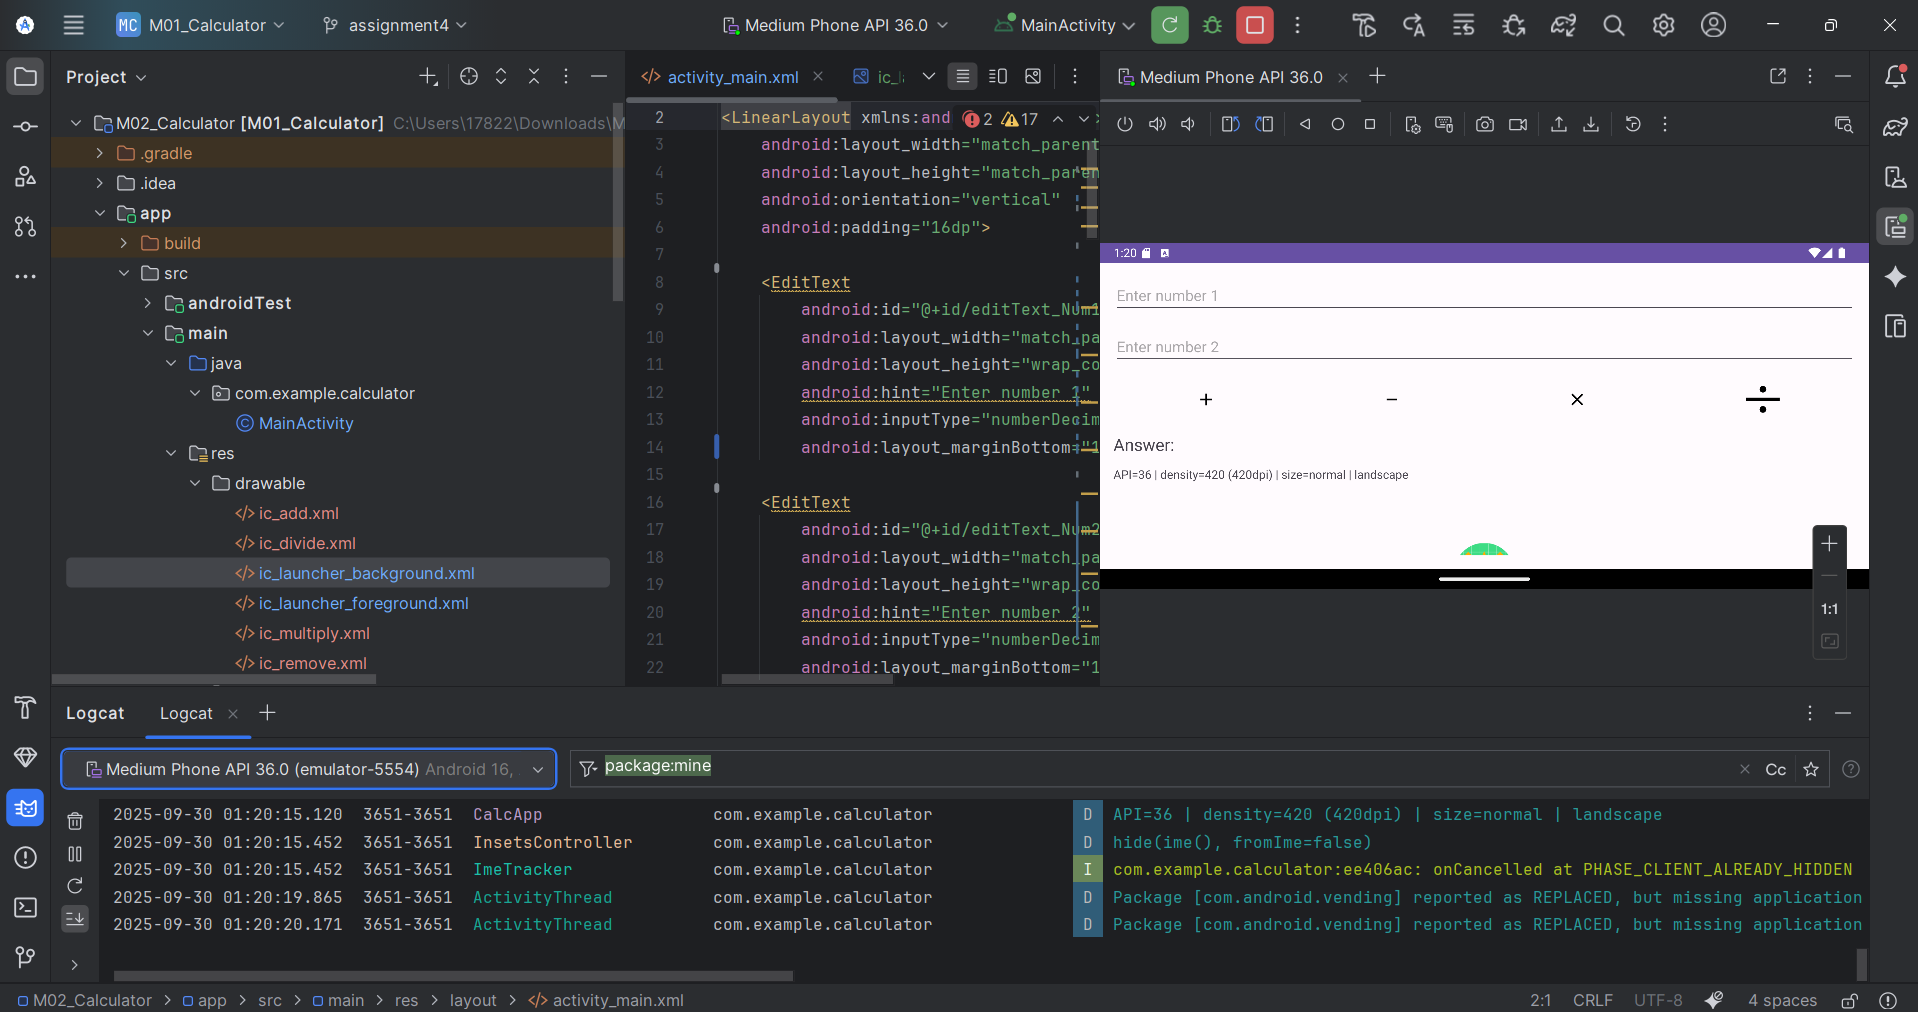 MC M01_Calculator assignment4 Medium Phone API 36.0 MainActivity
Project
M02_Calculator [M01_Calculator] C:\Users\17822\Downloads\M
.gradle
.idea
app
build
src
androidTest
main
java
com.example.calculator
MainActivity
res
drawable
ic_add.xml
ic_divide.xml
ic_launcher_background.xml
ic_launcher_foreground.xml
ic_multiply.xml
ic_remove.xml
activity_main.xml ic_l
2 <LinearLayout xmlns:and 2 17
3 android:layout_width="match_parent
4 android:layout_height="match_paren
5 android:orientation="vertical"
6 android:padding="16dp">
7
8 <EditText
9 android:id="@+id/editText_Num1
10 android:layout_width="match_pa
11 android:layout_height="wrap_co
12 android:hint="Enter number 1"
13 android:inputType="numberDecim
14 android:layout_marginBottom="1
15
16 <EditText
17 android:id="@+id/editText_Num2
18 android:layout_width="match_pa
19 android:layout_height="wrap_co
20 android:hint="Enter number 2"
21 android:inputType="numberDecim
22 android:layout_marginBottom="1
Medium Phone API 36.0
1:20
Enter number 1
Enter number 2
+ − × ÷
Answer:
API=36 | density=420 (420dpi) | size=normal | landscape
1:1
Logcat Logcat
Medium Phone API 36.0 (emulator-5554) Android 16, package:mine Cc
2025-09-30 01:20:15.120 3651-3651 CalcApp com.example.calculator D API=36 | density=420 (420dpi) | size=normal | landscape
2025-09-30 01:20:15.452 3651-3651 InsetsController com.example.calculator D hide(ime(), fromIme=false)
2025-09-30 01:20:15.452 3651-3651 ImeTracker com.example.calculator I com.example.calculator:ee406ac: onCancelled at PHASE_CLIENT_ALREADY_HIDDEN
2025-09-30 01:20:19.865 3651-3651 ActivityThread com.example.calculator D Package [com.android.vending] reported as REPLACED, but missing application
2025-09-30 01:20:20.171 3651-3651 ActivityThread com.example.calculator D Package [com.android.vending] reported as REPLACED, but missing application
M02_Calculator > app > src > main > res > layout > activity_main.xml 2:1 CRLF UTF-8 4 spaces